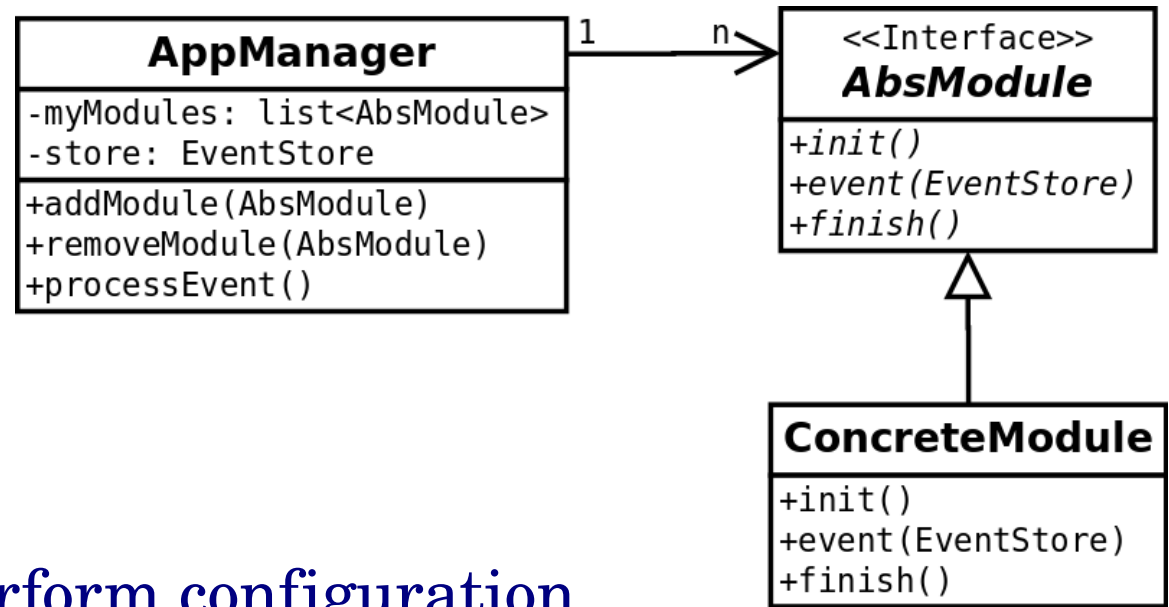 AppManager
-myModules: list<AbsModule>
-store: EventStore
+addModule(AbsModule)
+removeModule(AbsModule)
+processEvent()
1
n
<<Interface>>
AbsModule
+init()
+event(EventStore)
+finish()
ConcreteModule
+init()
+event(EventStore)
+finish()
configuration